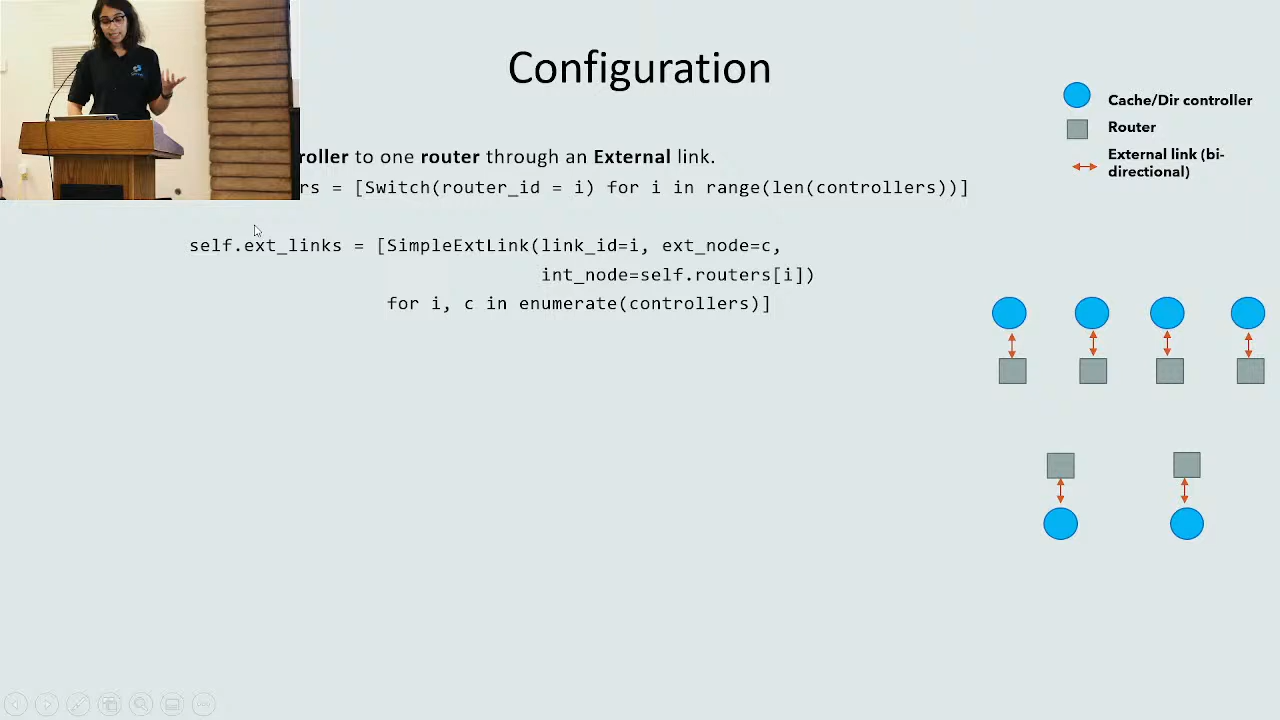 Configuration
Cache/Dir controller
Router
External link (bi-
directional)
roller to one router through an External link.
rs = [Switch(router_id = i) for i in range(len(controllers))]
self.ext_links = [SimpleExtLink(link_id=i, ext_node=c,
int_node=self.routers[i])
for i, c in enumerate(controllers)]